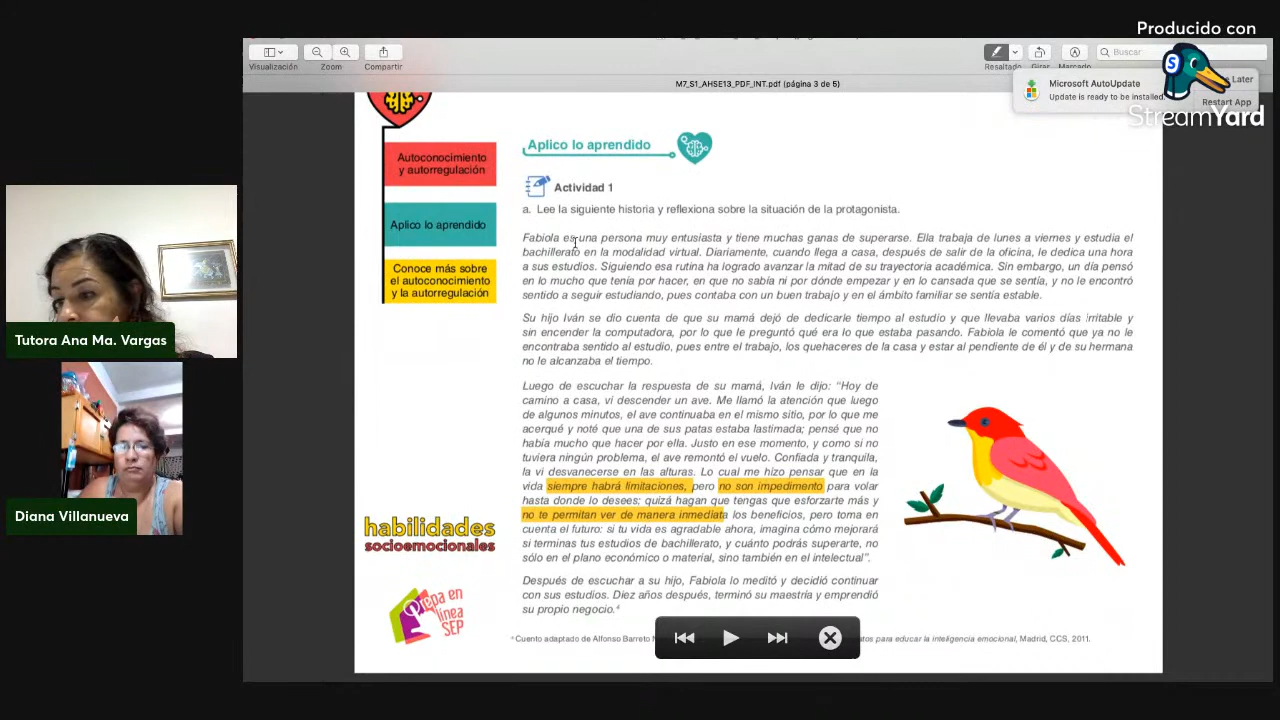 Producido con
StreamYard
Visualización
Zoom
Compartir
Resaltado
Girar
Marcado
Buscar
M7_S1_AHSE13_PDF_INT.pdf (página 3 de 5)
Microsoft AutoUpdate
Update is ready to be installed.
Later
Restart App
Autoconocimiento
y autorregulación
Aplico lo aprendido
Conoce más sobre
el autoconocimiento
y la autorregulación
habilidades
socioemocionales
Prepa en
línea
SEP
Aplico lo aprendido
Actividad 1
a. Lee la siguiente historia y reflexiona sobre la situación de la protagonista.
Fabiola es una persona muy entusiasta y tiene muchas ganas de superarse. Ella trabaja de lunes a viernes y estudia el
bachillerato en la modalidad virtual. Diariamente, cuando llega a casa, después de salir de la oficina, le dedica una hora
a sus estudios. Siguiendo esa rutina ha logrado avanzar la mitad de su trayectoria académica. Sin embargo, un día pensó
en lo mucho que tenía por hacer, en que no sabía ni por dónde empezar y en lo cansada que se sentía, y no le encontró
sentido a seguir estudiando, pues contaba con un buen trabajo y en el ámbito familiar se sentía estable.
Su hijo Iván se dio cuenta de que su mamá dejó de dedicarle tiempo al estudio y que llevaba varios días irritable y
sin encender la computadora, por lo que le preguntó qué era lo que estaba pasando. Fabiola le comentó que ya no le
encontraba sentido al estudio, pues entre el trabajo, los quehaceres de la casa y estar al pendiente de él y de su hermana
no le alcanzaba el tiempo.
Luego de escuchar la respuesta de su mamá, Iván le dijo: “Hoy de
camino a casa, vi descender un ave. Me llamó la atención que luego
de algunos minutos, el ave continuaba en el mismo sitio, por lo que me
acerqué y noté que una de sus patas estaba lastimada; pensé que no
había mucho que hacer por ella. Justo en ese momento, y como si no
tuviera ningún problema, el ave remontó el vuelo. Confiada y tranquila,
la vi desvanecerse en las alturas. Lo cual me hizo pensar que en la
vida siempre habrá limitaciones, pero no son impedimento para volar
hasta donde lo desees; quizá hagan que tengas que esforzarte más y
no te permitan ver de manera inmediata los beneficios, pero toma en
cuenta el futuro: si tu vida es agradable ahora, imagina cómo mejorará
si terminas tus estudios de bachillerato, y cuánto podrás superarte, no
sólo en el plano económico o material, sino también en el intelectual”.
Después de escuchar a su hijo, Fabiola lo meditó y decidió continuar
con sus estudios. Diez años después, terminó su maestría y emprendió
su propio negocio.⁴
⁴ Cuento adaptado de Alfonso Barreto para educar la inteligencia emocional, Madrid, CCS, 2011.
Tutora Ana Ma. Vargas
Diana Villanueva